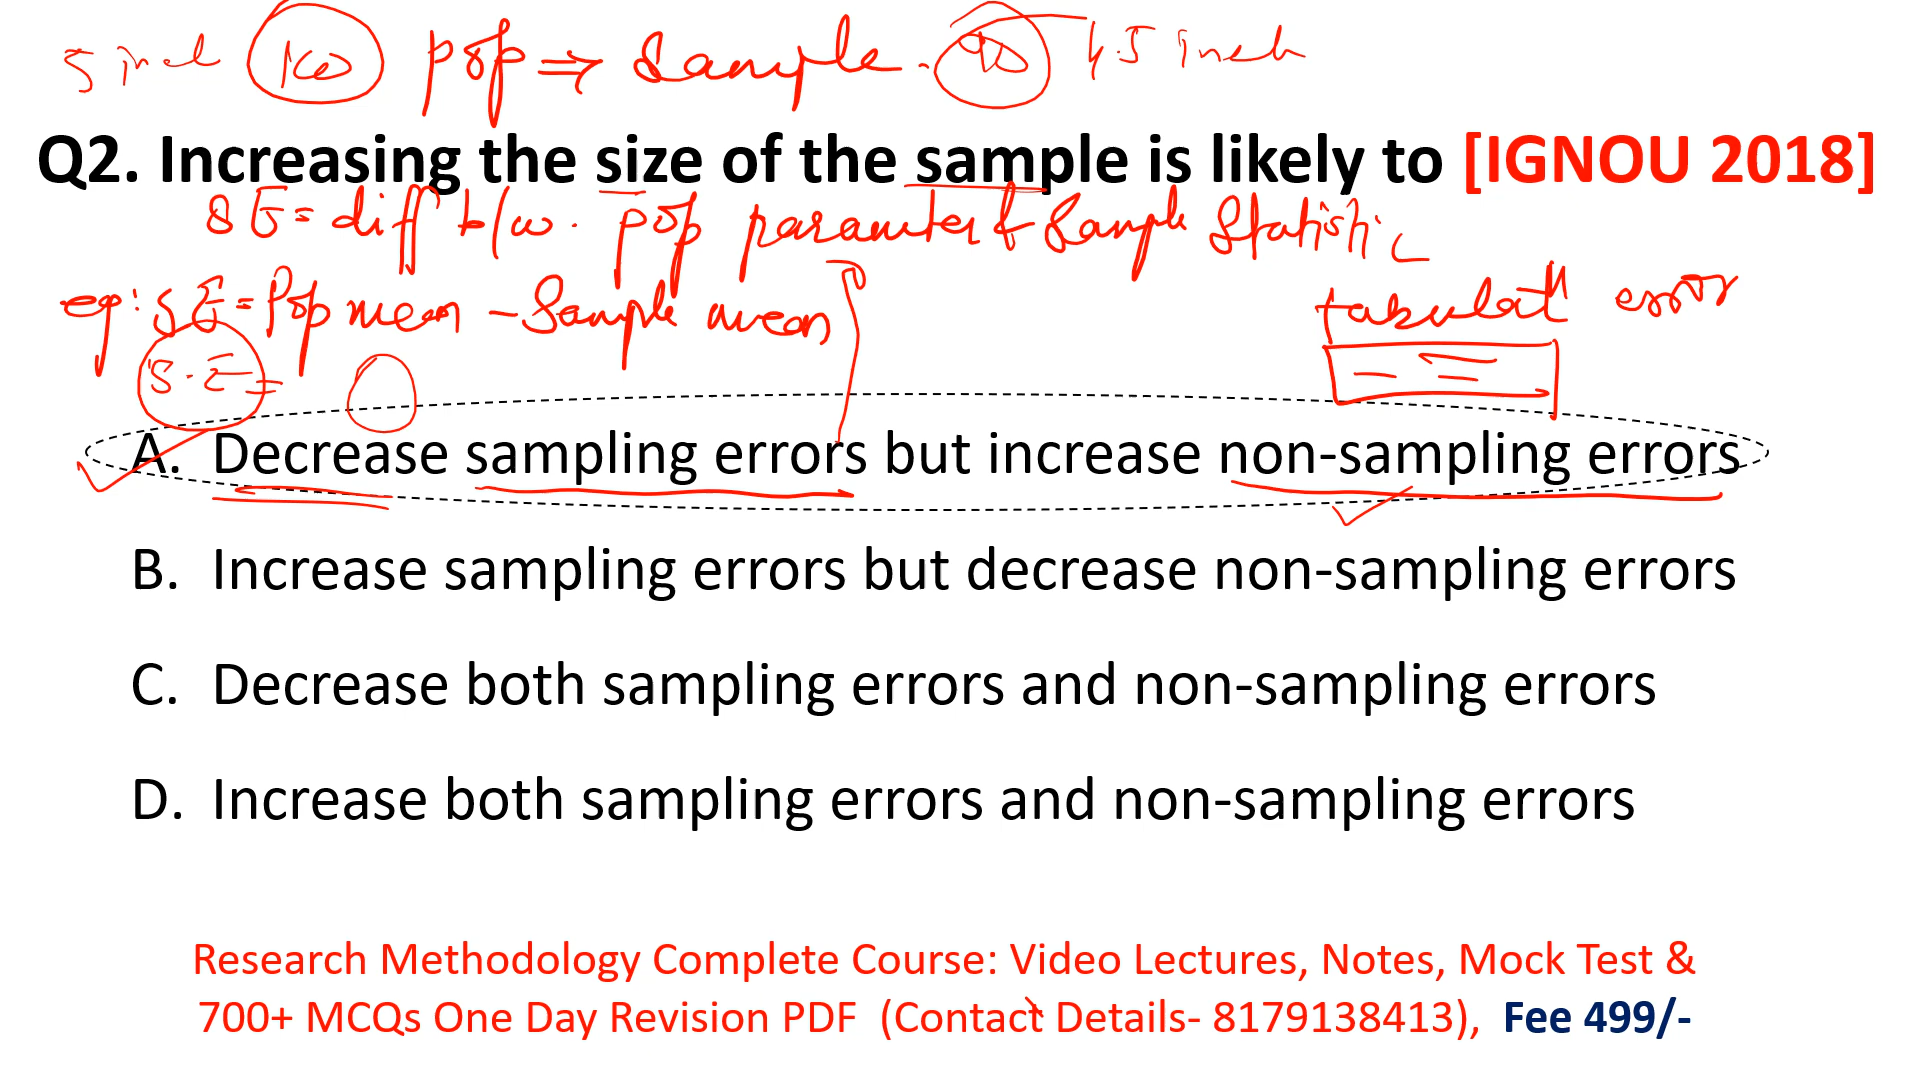 5 inch 100 pop ⇒ Sample. 90 4.5 inch
Q2. Increasing the size of the sample is likely to [IGNOU 2018]
SE = diff b/w. pop parameter & Sample Statistic
eg: SE = Pop mean - Sample mean
tabulatn error
S.E =
A. Decrease sampling errors but increase non-sampling errors
B. Increase sampling errors but decrease non-sampling errors
C. Decrease both sampling errors and non-sampling errors
D. Increase both sampling errors and non-sampling errors
Research Methodology Complete Course: Video Lectures, Notes, Mock Test &
700+ MCQs One Day Revision PDF (Contact Details- 8179138413), Fee 499/-